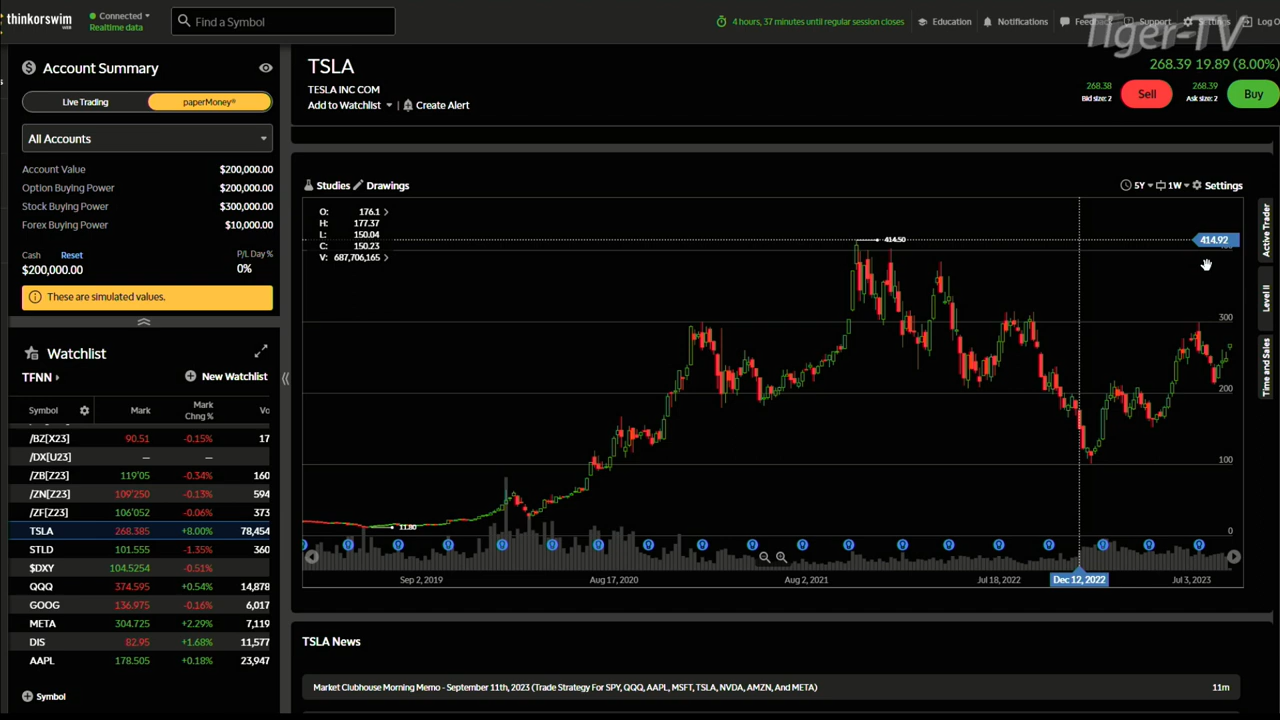 thinkorswim
WEB
Connected
Realtime data
Find a Symbol
4 hours, 37 minutes until regular session closes
Education
Notifications
Support
Tiger-TV
Account Summary
Live Trading
paperMoney®
All Accounts
Account Value $200,000.00
Option Buying Power $200,000.00
Stock Buying Power $300,000.00
Forex Buying Power $10,000.00
Cash Reset P/L Day %
$200,000.00 0%
These are simulated values.
Watchlist
TFNN
New Watchlist
Symbol Mark Mark Chng % Vo
/BZ[X23] 90.51 -0.15% 17
/DX[U23] — —
/ZB[Z23] 119'05 -0.34% 160
/ZN[Z23] 109'250 -0.13% 594
/ZF[Z23] 106'052 -0.06% 373
TSLA 268.385 +8.00% 78,454
STLD 101.555 -1.35% 360
$DXY 104.5254 -0.51%
QQQ 374.595 +0.54% 14,878
GOOG 136.975 -0.16% 6,017
META 304.725 +2.29% 7,119
DIS 82.95 +1.68% 11,577
AAPL 178.505 +0.18% 23,947
Symbol
TSLA
TESLA INC COM
Add to Watchlist
Create Alert
268.39 19.89 (8.00%)
268.38
Bid size: 2
Sell
268.39
Ask size: 2
Buy
Studies
Drawings
5Y
1W
Settings
O: 176.1
H: 177.37
L: 150.04
C: 150.23
V: 687,706,165
414.50
414.92
300
200
100
0
11.80
Sep 2, 2019
Aug 17, 2020
Aug 2, 2021
Jul 18, 2022
Dec 12, 2022
Jul 3, 2023
Active Trader
Level II
Time and Sales
TSLA News
Market Clubhouse Morning Memo - September 11th, 2023 (Trade Strategy For SPY, QQQ, AAPL, MSFT, TSLA, NVDA, AMZN, And META)
11m